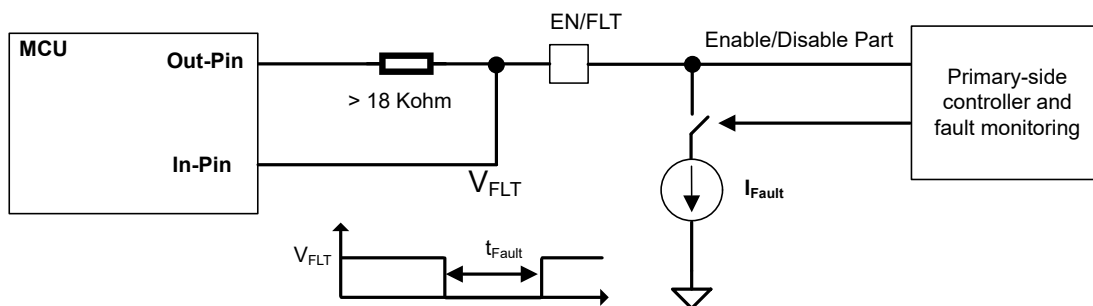 MCU
Out-Pin
> 18 Kohm
In-Pin
EN/FLT
Enable/Disable Part
Primary-side
controller and
fault monitoring
VFLT
IFault
VFLT
tFault